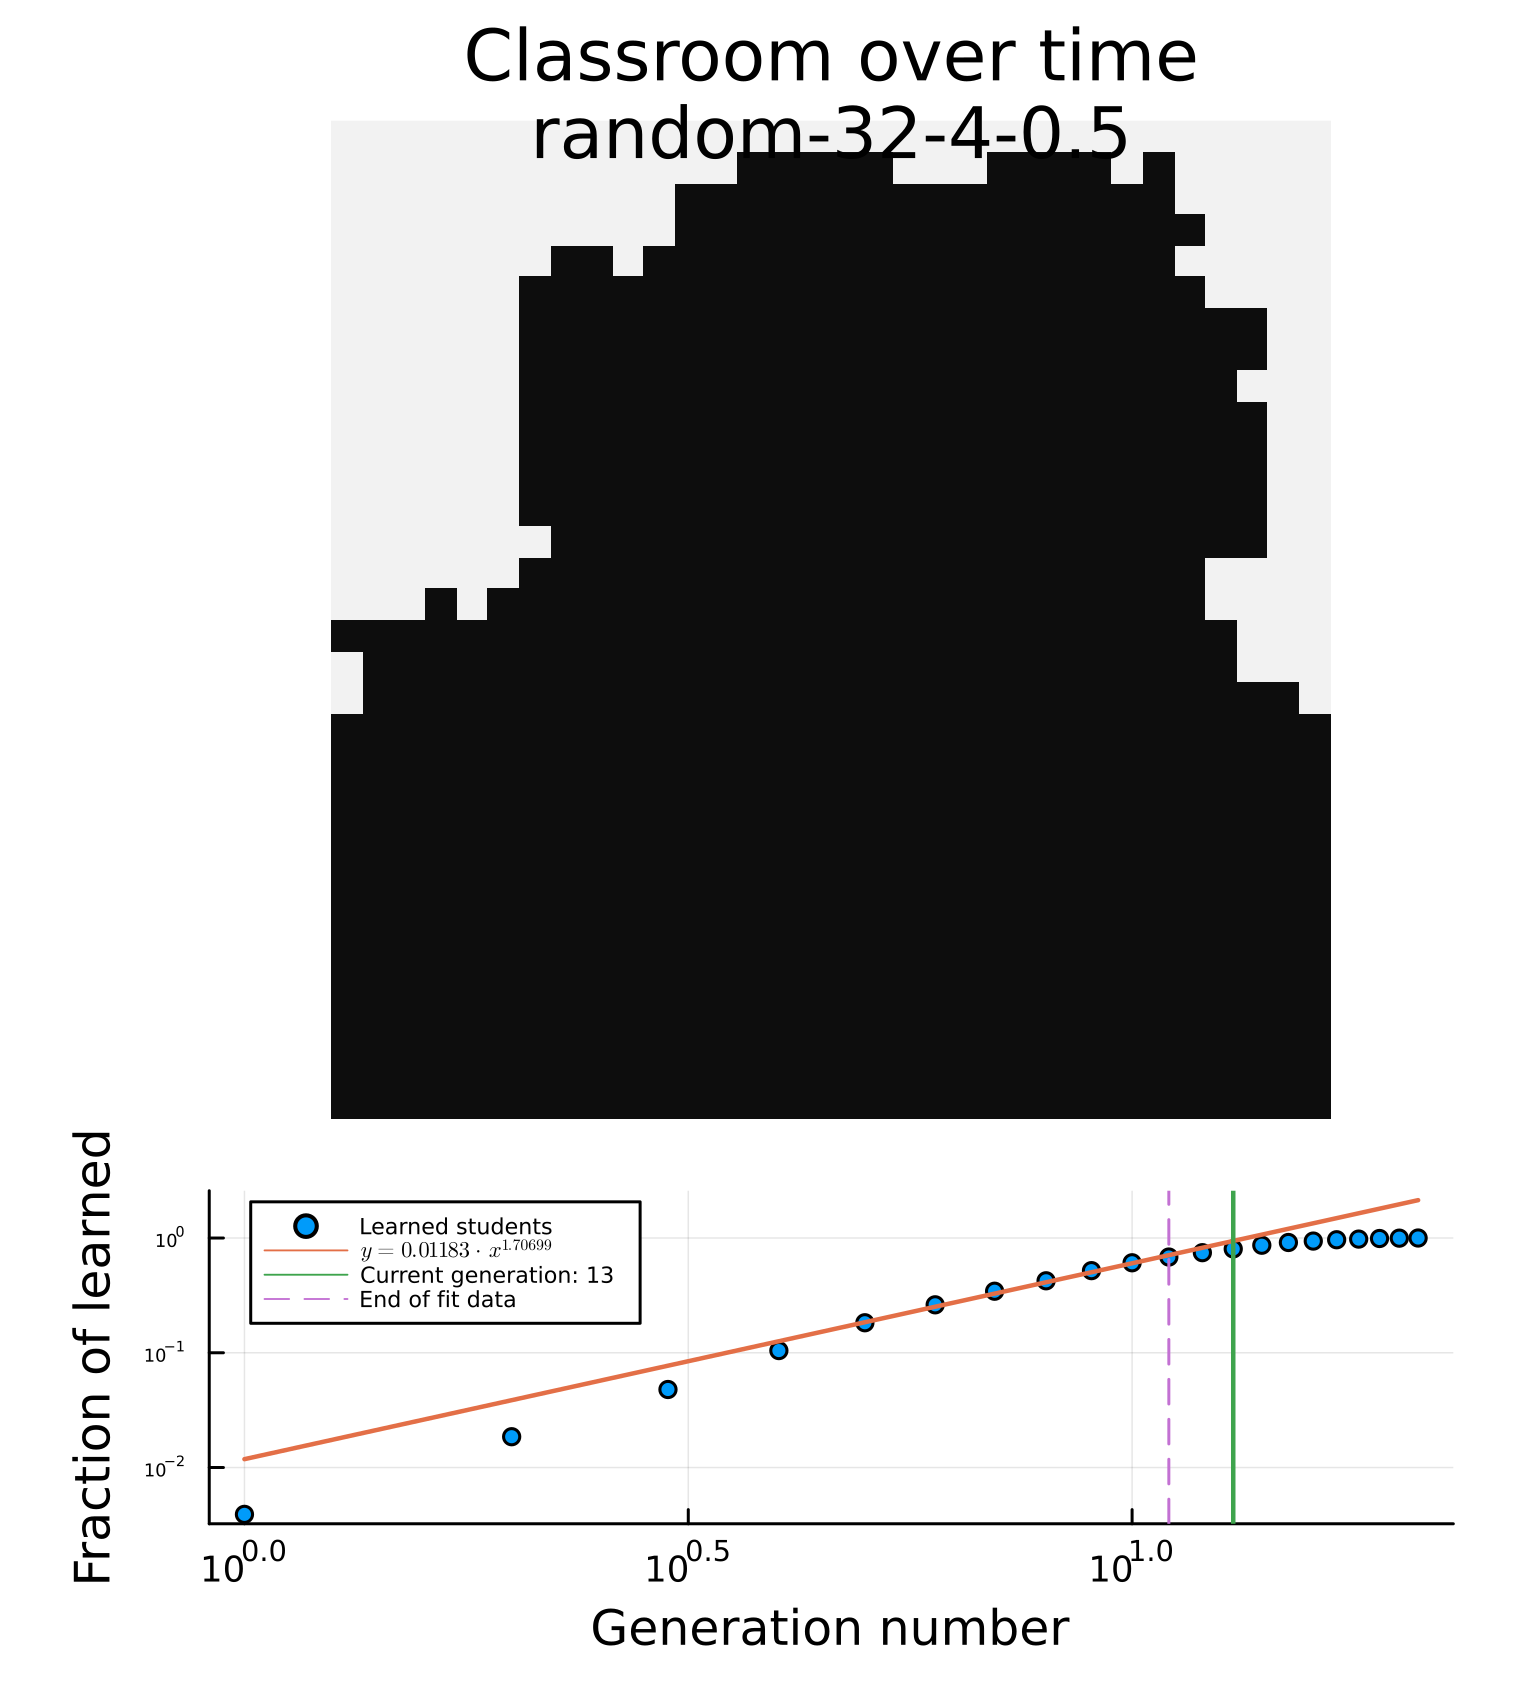 Classroom over time
random-32-4-0.5
Fraction of learned
10^0
10^-1
10^-2
Learned students
y = 0.01183 · x^1.70699
Current generation: 13
End of fit data
10^0.0
10^0.5
10^1.0
Generation number